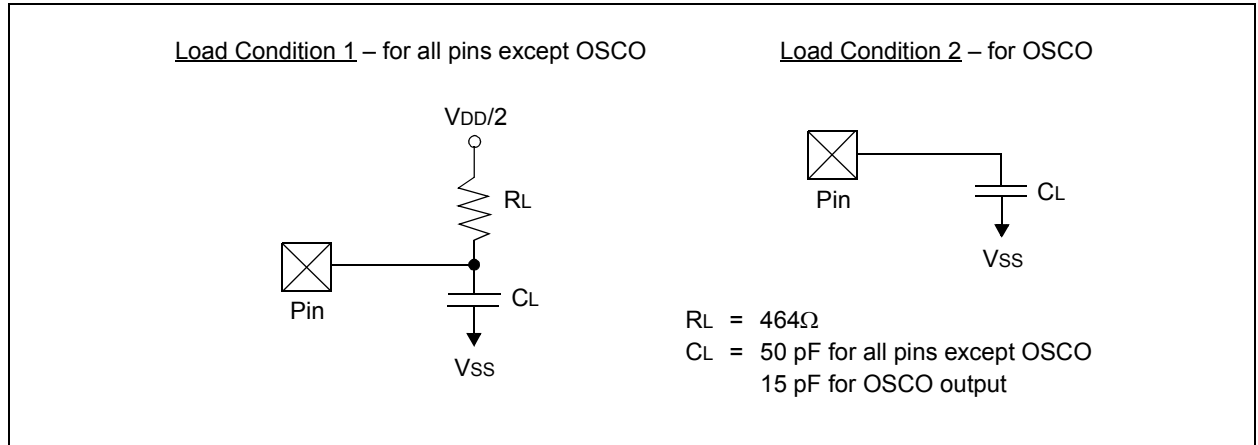 Load Condition 1 – for all pins except OSCO
VDD/2
RL
Pin
CL
VSS
Load Condition 2 – for OSCO
Pin
CL
VSS
RL = 464Ω
CL = 50 pF for all pins except OSCO
15 pF for OSCO output